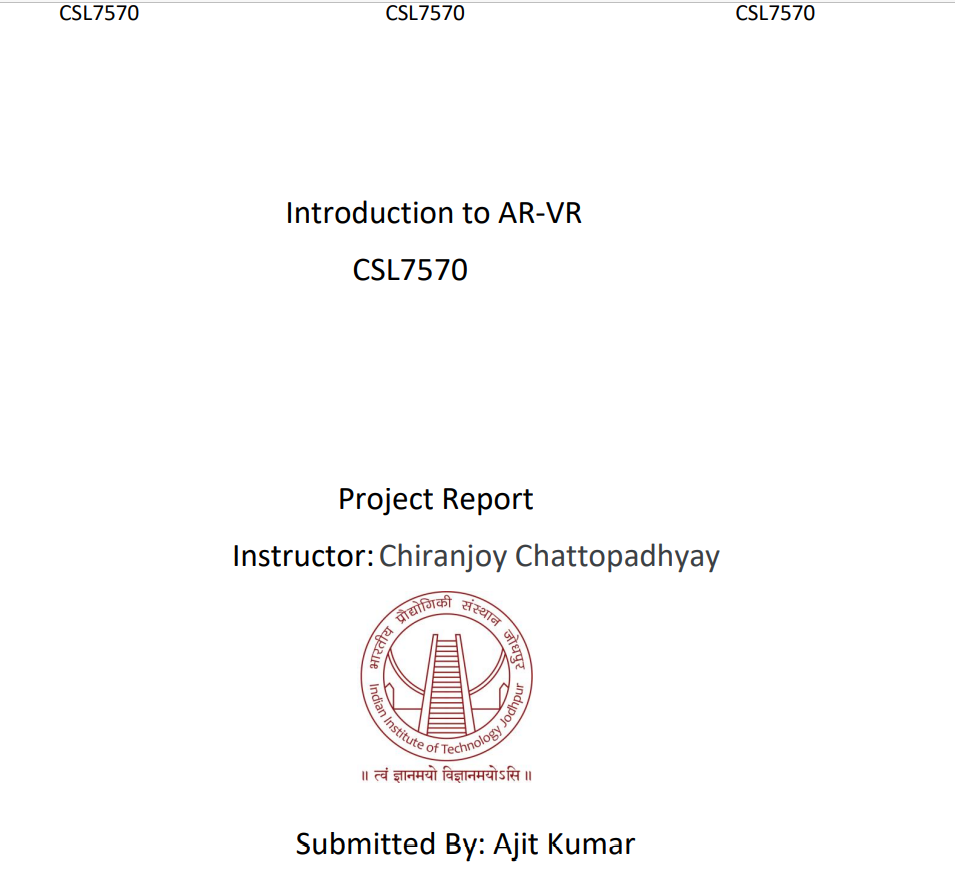 CSL7570 CSL7570 CSL7570
Introduction to AR-VR
CSL7570
Project Report
Instructor: Chiranjoy Chattopadhyay
भारतीय प्रौद्योगिकी संस्थान जोधपुर
Indian Institute of Technology Jodhpur
॥ त्वं ज्ञानमयो विज्ञानमयोऽसि ॥
Submitted By: Ajit Kumar